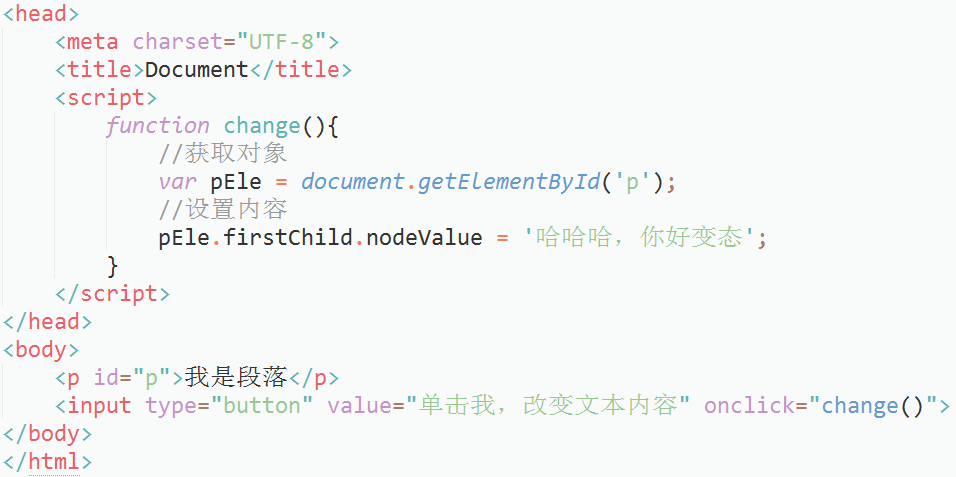 <head>
<meta charset="UTF-8">
<title>Document</title>
<script>
function change(){
//获取对象
var pEle = document.getElementById('p');
//设置内容
pEle.firstChild.nodeValue = '哈哈哈，你好变态';
}
</script>
</head>
<body>
<p id="p">我是段落</p>
<input type="button" value="单击我，改变文本内容" onclick="change()">
</body>
</html>